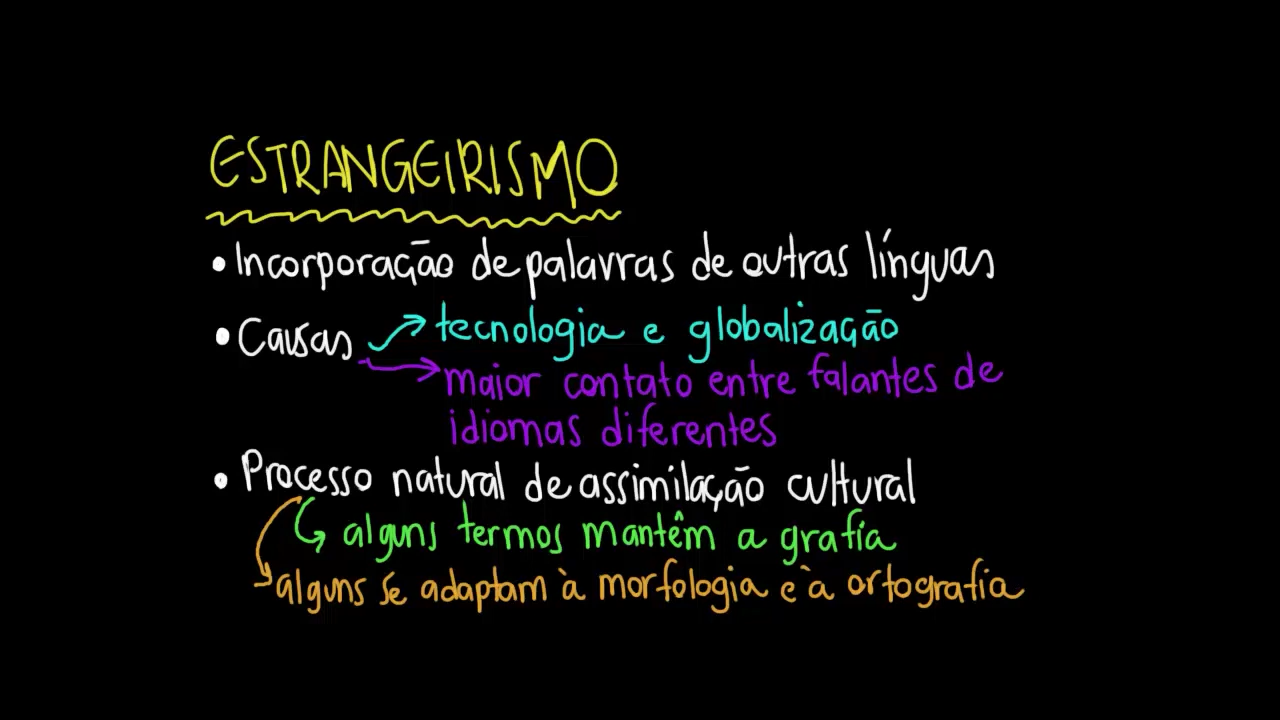 ESTRANGEIRISMO
• Incorporação de palavras de outras línguas
• Causas → tecnologia e globalização
→ maior contato entre falantes de
idiomas diferentes
• Processo natural de assimilação cultural
↳ alguns termos mantêm a grafia
↳ alguns se adaptam à morfologia e à ortografia